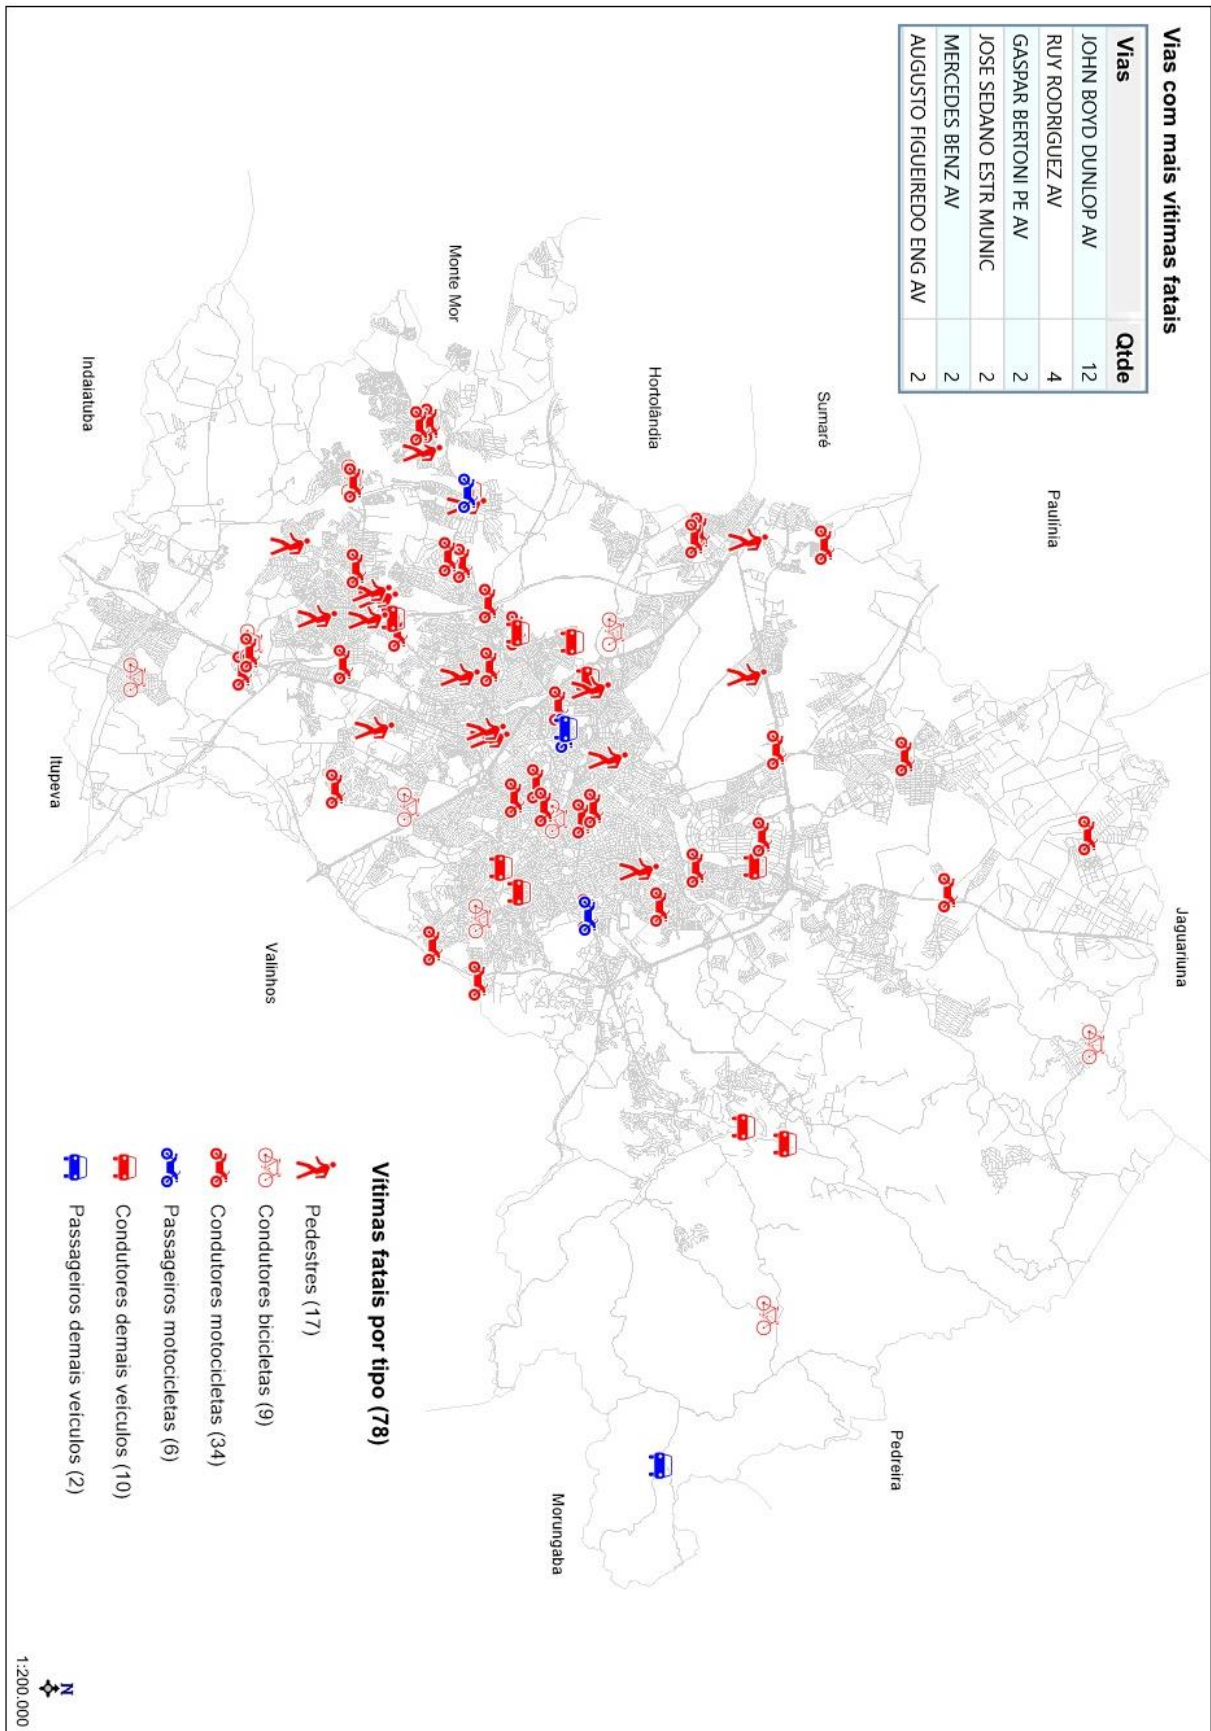 Vias com mais vítimas fatais
Vias Qtde
JOHN BOYD DUNLOP AV 12
RUY RODRIGUEZ AV 4
GASPAR BERTONI PE AV 2
JOSE SEDANO ESTR MUNIC 2
MERCEDES BENZ AV 2
AUGUSTO FIGUEIREDO ENG AV 2
Jaguariuna
Paulínia
Pedreira
Sumaré
Hortolândia
Morungaba
Monte Mor
Valinhos
Indaiatuba
Itupeva
Vítimas fatais por tipo (78)
Pedestres (17)
Condutores bicicletas (9)
Condutores motocicletas (34)
Passageiros motocicletas (6)
Condutores demais veículos (10)
Passageiros demais veículos (2)
N
1:200.000